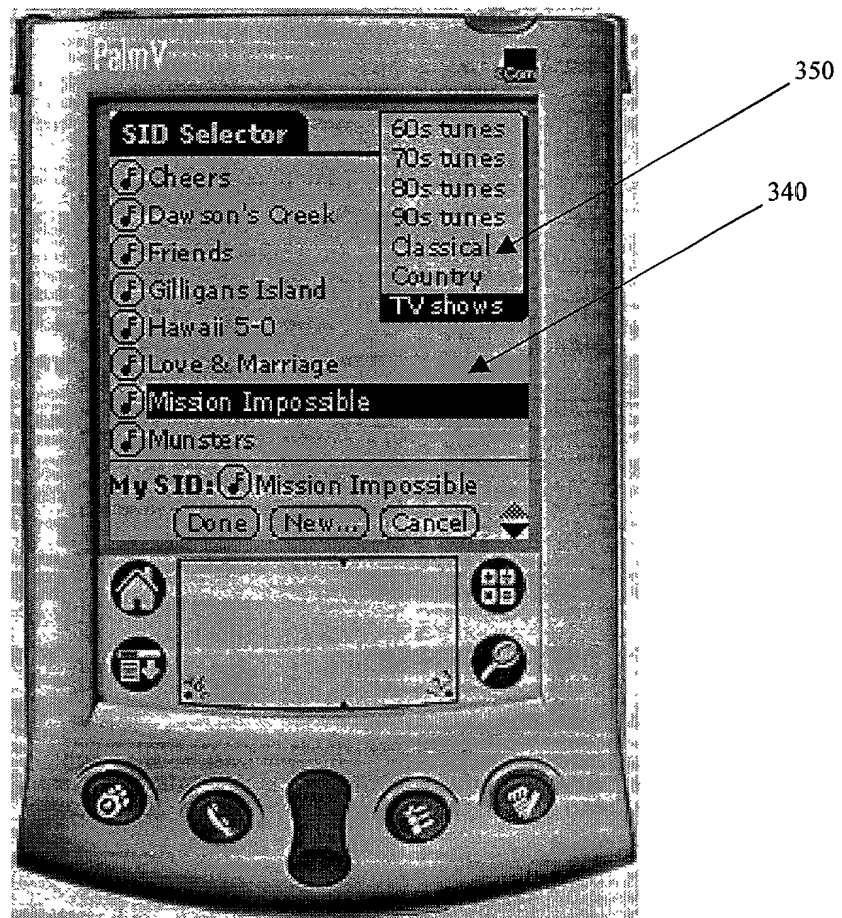 PalmV
3Com
350
SID Selector
60s tunes
70s tunes
80s tunes
90s tunes
Classical
Country
TV shows
340
Cheers
Dawson's Creek
Friends
Gilligans Island
Hawaii 5-0
Love & Marriage
Mission Impossible
Munsters
My SID: Mission Impossible
Done New... Cancel